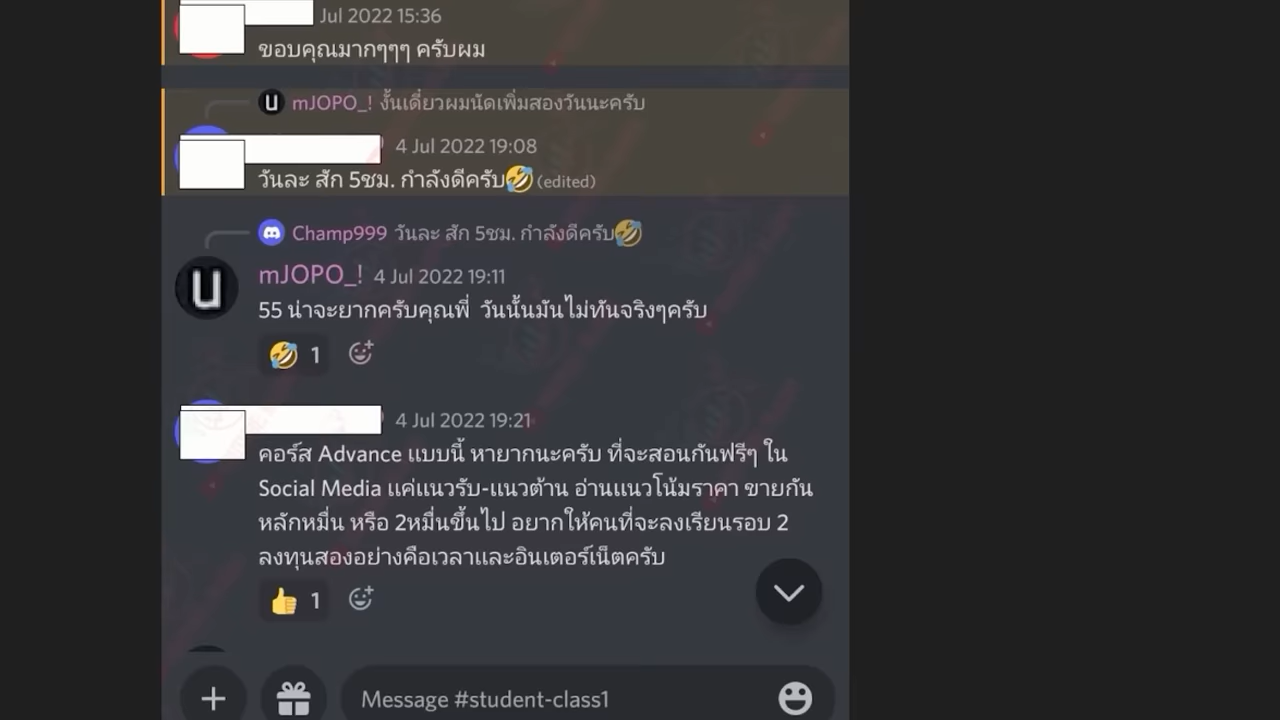 Jul 2022 15:36
ขอบคุณมากๆๆๆ ครับผม
mJOPO_! งั้นเดี๋ยวผมนัดเพิ่มสองวันนะครับ
4 Jul 2022 19:08
วันละ สัก 5ชม. กำลังดีครับ🤣 (edited)
Champ999 วันละ สัก 5ชม. กำลังดีครับ🤣
mJOPO_! 4 Jul 2022 19:11
55 น่าจะยากครับคุณพี่ วันนั้นมันไม่ทันจริงๆครับ
🤣 1
4 Jul 2022 19:21
คอร์ส Advance แบบนี้ หายากนะครับ ที่จะสอนกันฟรีๆ ใน
Social Media แค่แนวรับ-แนวต้าน อ่านแนวโน้มราคา ขายกัน
หลักหมื่น หรือ 2หมื่นขึ้นไป อยากให้คนที่จะลงเรียนรอบ 2
ลงทุนสองอย่างคือเวลาและอินเตอร์เน็ตครับ
👍 1
Message #student-class1